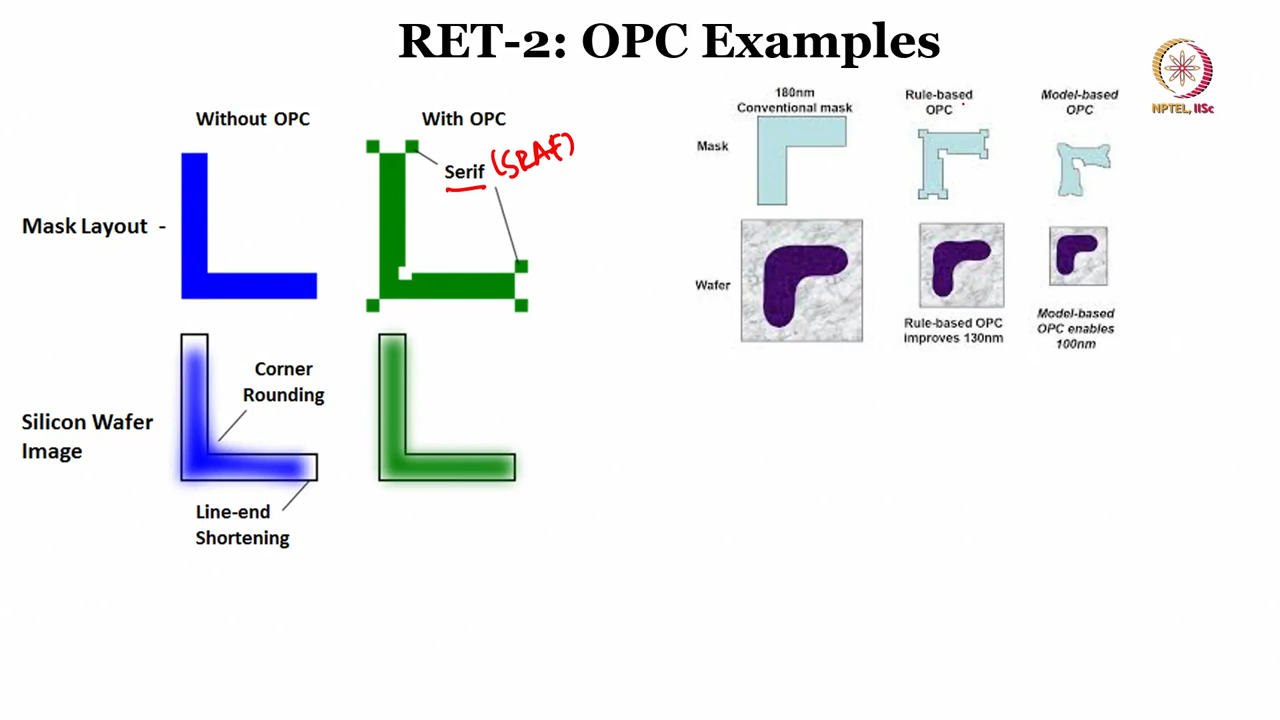 RET-2: OPC Examples
NPTEL, IISc
Without OPC
With OPC
Serif (SRAF)
Mask Layout -
Silicon Wafer
Image
Corner
Rounding
Line-end
Shortening
180nm
Conventional mask
Rule-based
OPC
Model-based
OPC
Mask
Wafer
Rule-based OPC
improves 130nm
Model-based
OPC enables
100nm